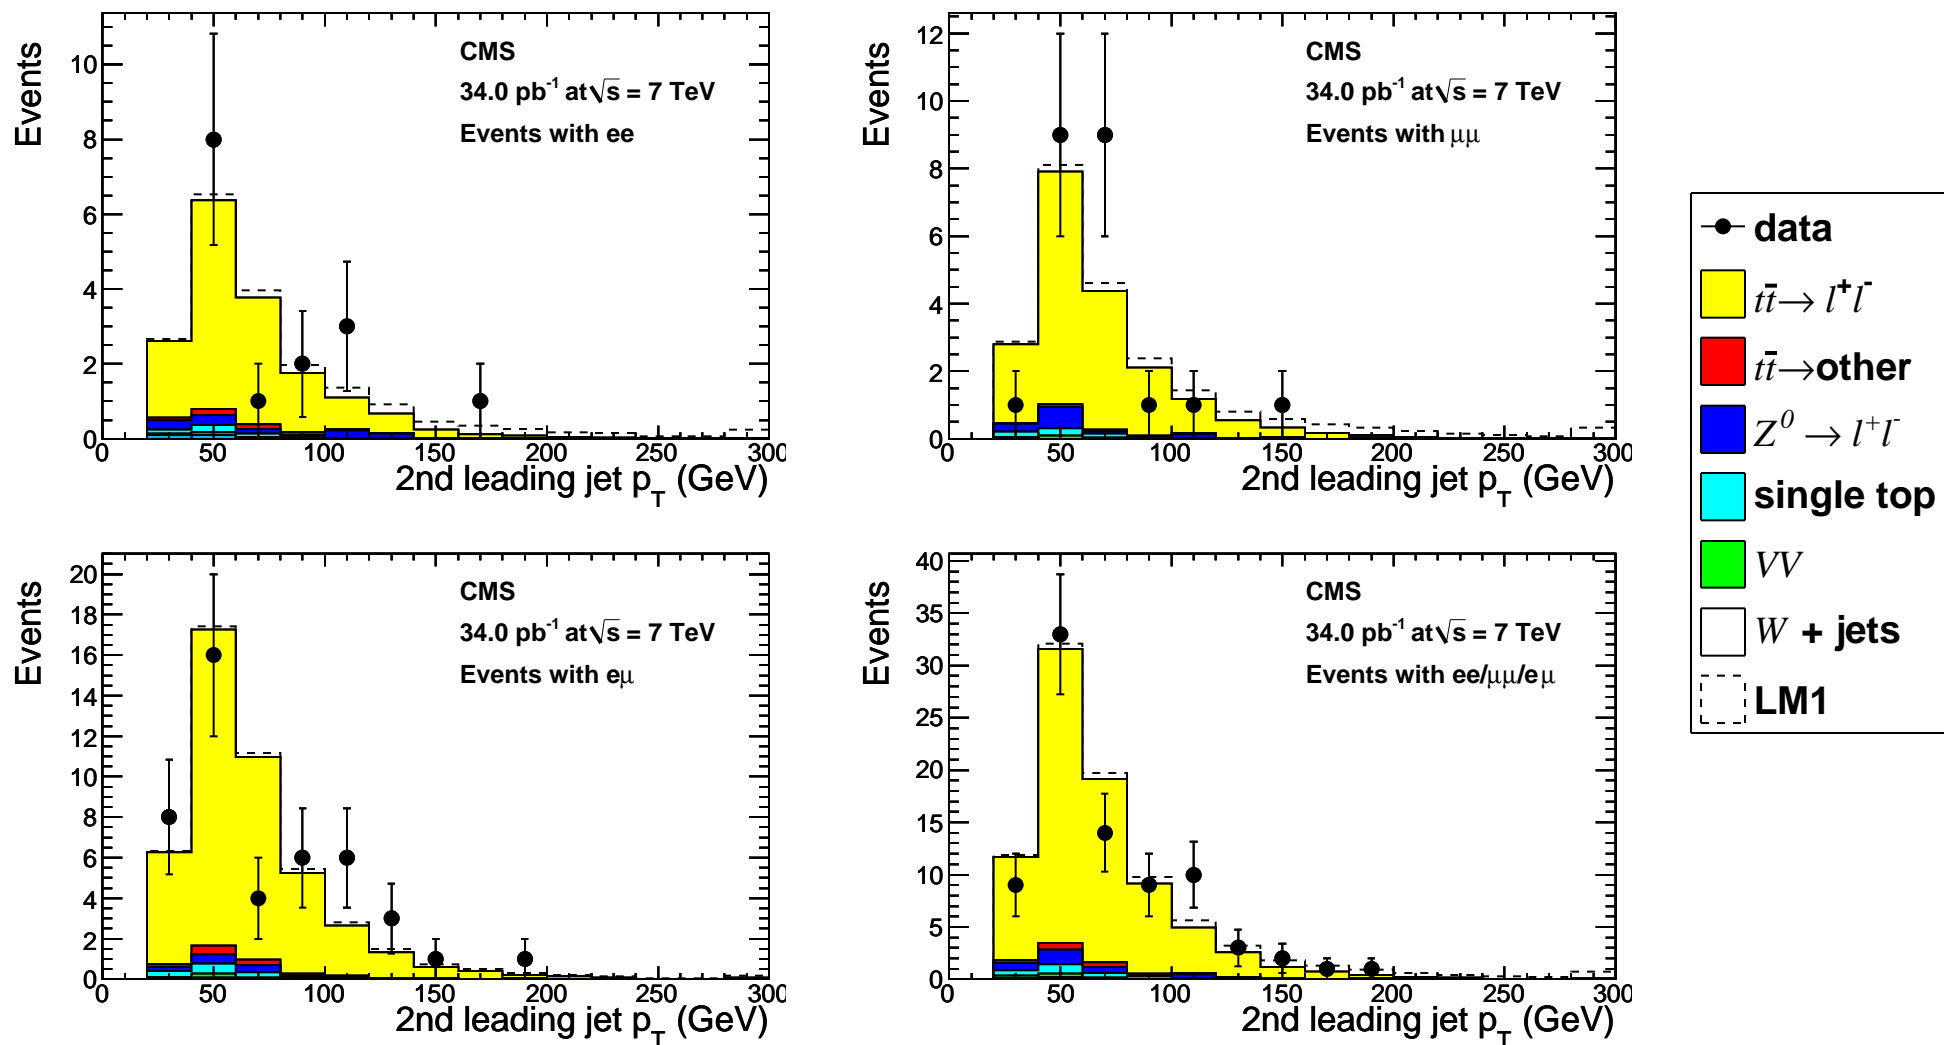 Events
10
8
6
4
2
0
CMS
34.0 pb⁻¹ at √s = 7 TeV
Events with ee
0 50 100 150 200 250 300
2nd leading jet p_T (GeV)
Events
12
10
8
6
4
2
0
CMS
34.0 pb⁻¹ at √s = 7 TeV
Events with μμ
0 50 100 150 200 250 300
2nd leading jet p_T (GeV)
Events
20
18
16
14
12
10
8
6
4
2
0
CMS
34.0 pb⁻¹ at √s = 7 TeV
Events with eμ
0 50 100 150 200 250 300
2nd leading jet p_T (GeV)
Events
40
35
30
25
20
15
10
5
0
CMS
34.0 pb⁻¹ at √s = 7 TeV
Events with ee/μμ/eμ
0 50 100 150 200 250 300
2nd leading jet p_T (GeV)
data
tt̄→ l⁺l⁻
tt̄→other
Z⁰ → l⁺l⁻
single top
VV
W + jets
LM1